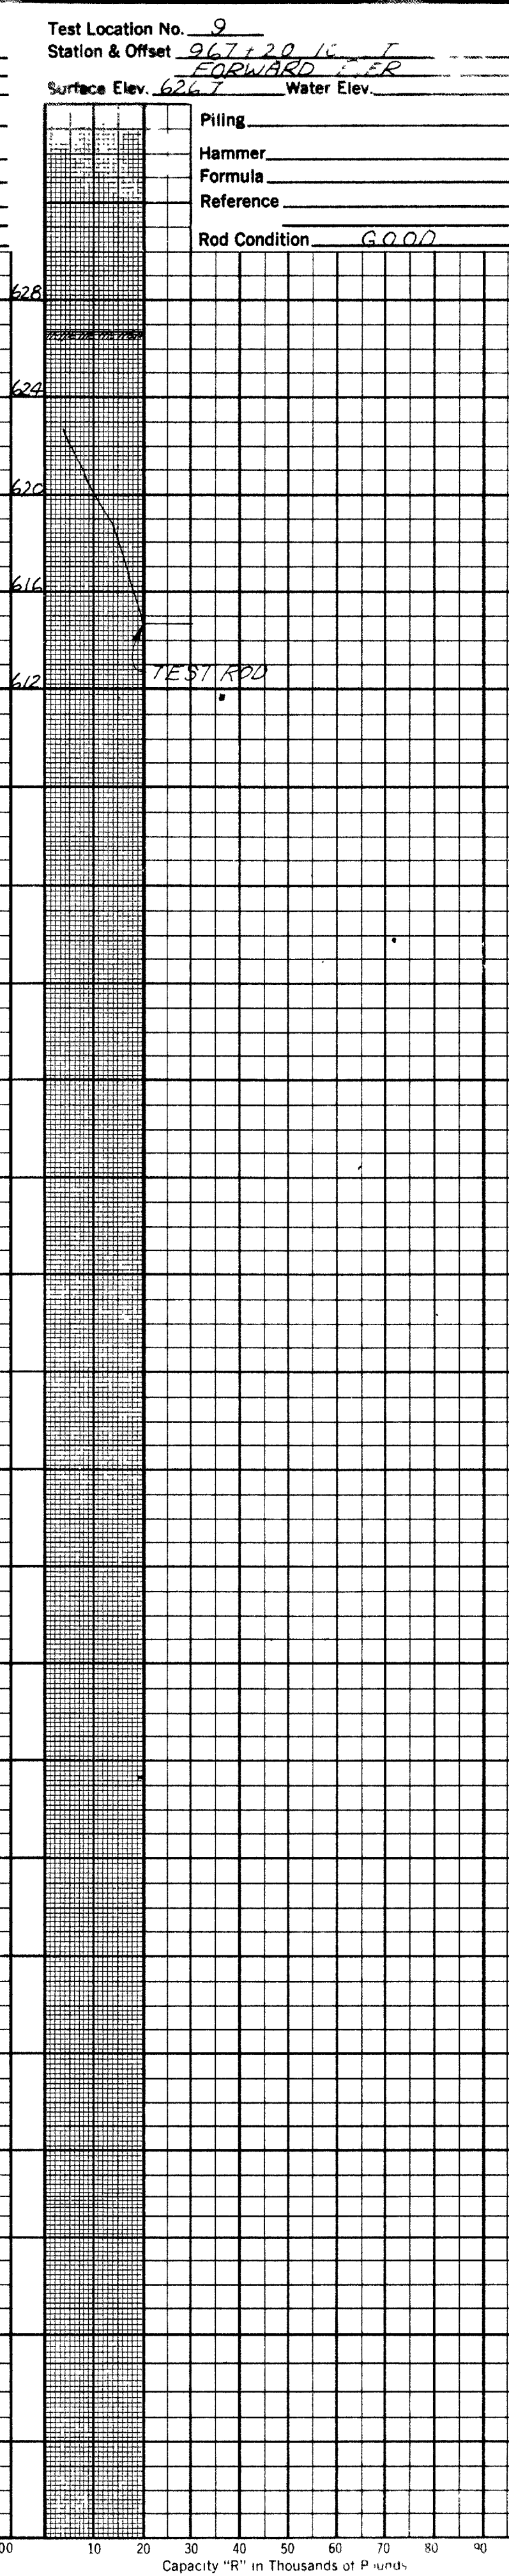 Test Location No. 9
Station & Offset 967+20
FORWARD
Surface Elev. 626.7 Water Elev.
Piling
Hammer
Formula
Reference
Rod Condition GOOD
628
624
620
616
TEST ROD
612
00 10 20 30 40 50 60 70 80 90
Capacity "R" in Thousands of Pounds